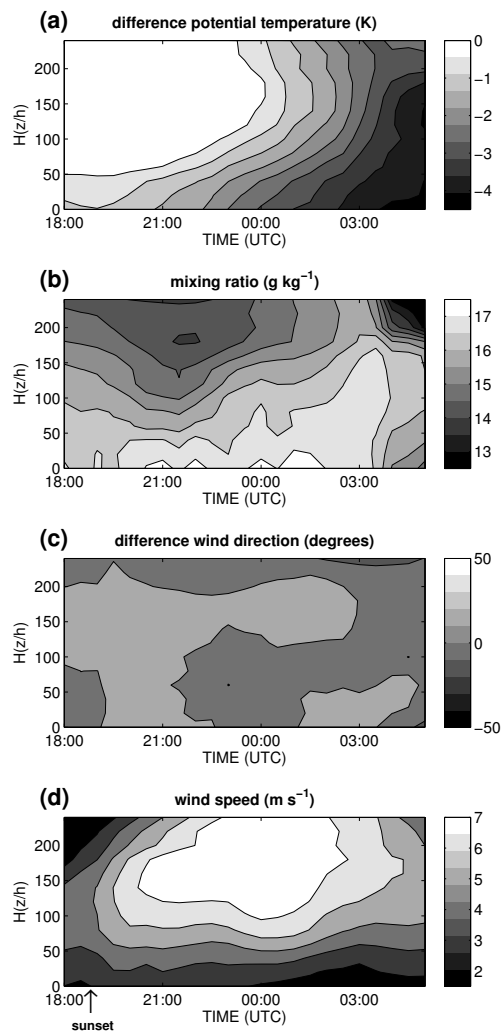 (a) difference potential temperature (K)
H(z/h)
200
150
100
50
0
18:00 21:00 00:00 03:00
TIME (UTC)
0
−1
−2
−3
−4
(b) mixing ratio (g kg⁻¹)
H(z/h)
200
150
100
50
0
18:00 21:00 00:00 03:00
TIME (UTC)
17
16
15
14
13
(c) difference wind direction (degrees)
H(z/h)
200
150
100
50
0
18:00 21:00 00:00 03:00
TIME (UTC)
50
0
−50
(d) wind speed (m s⁻¹)
H(z/h)
200
150
100
50
0
18:00 21:00 00:00 03:00
TIME (UTC)
sunset
7
6
5
4
3
2